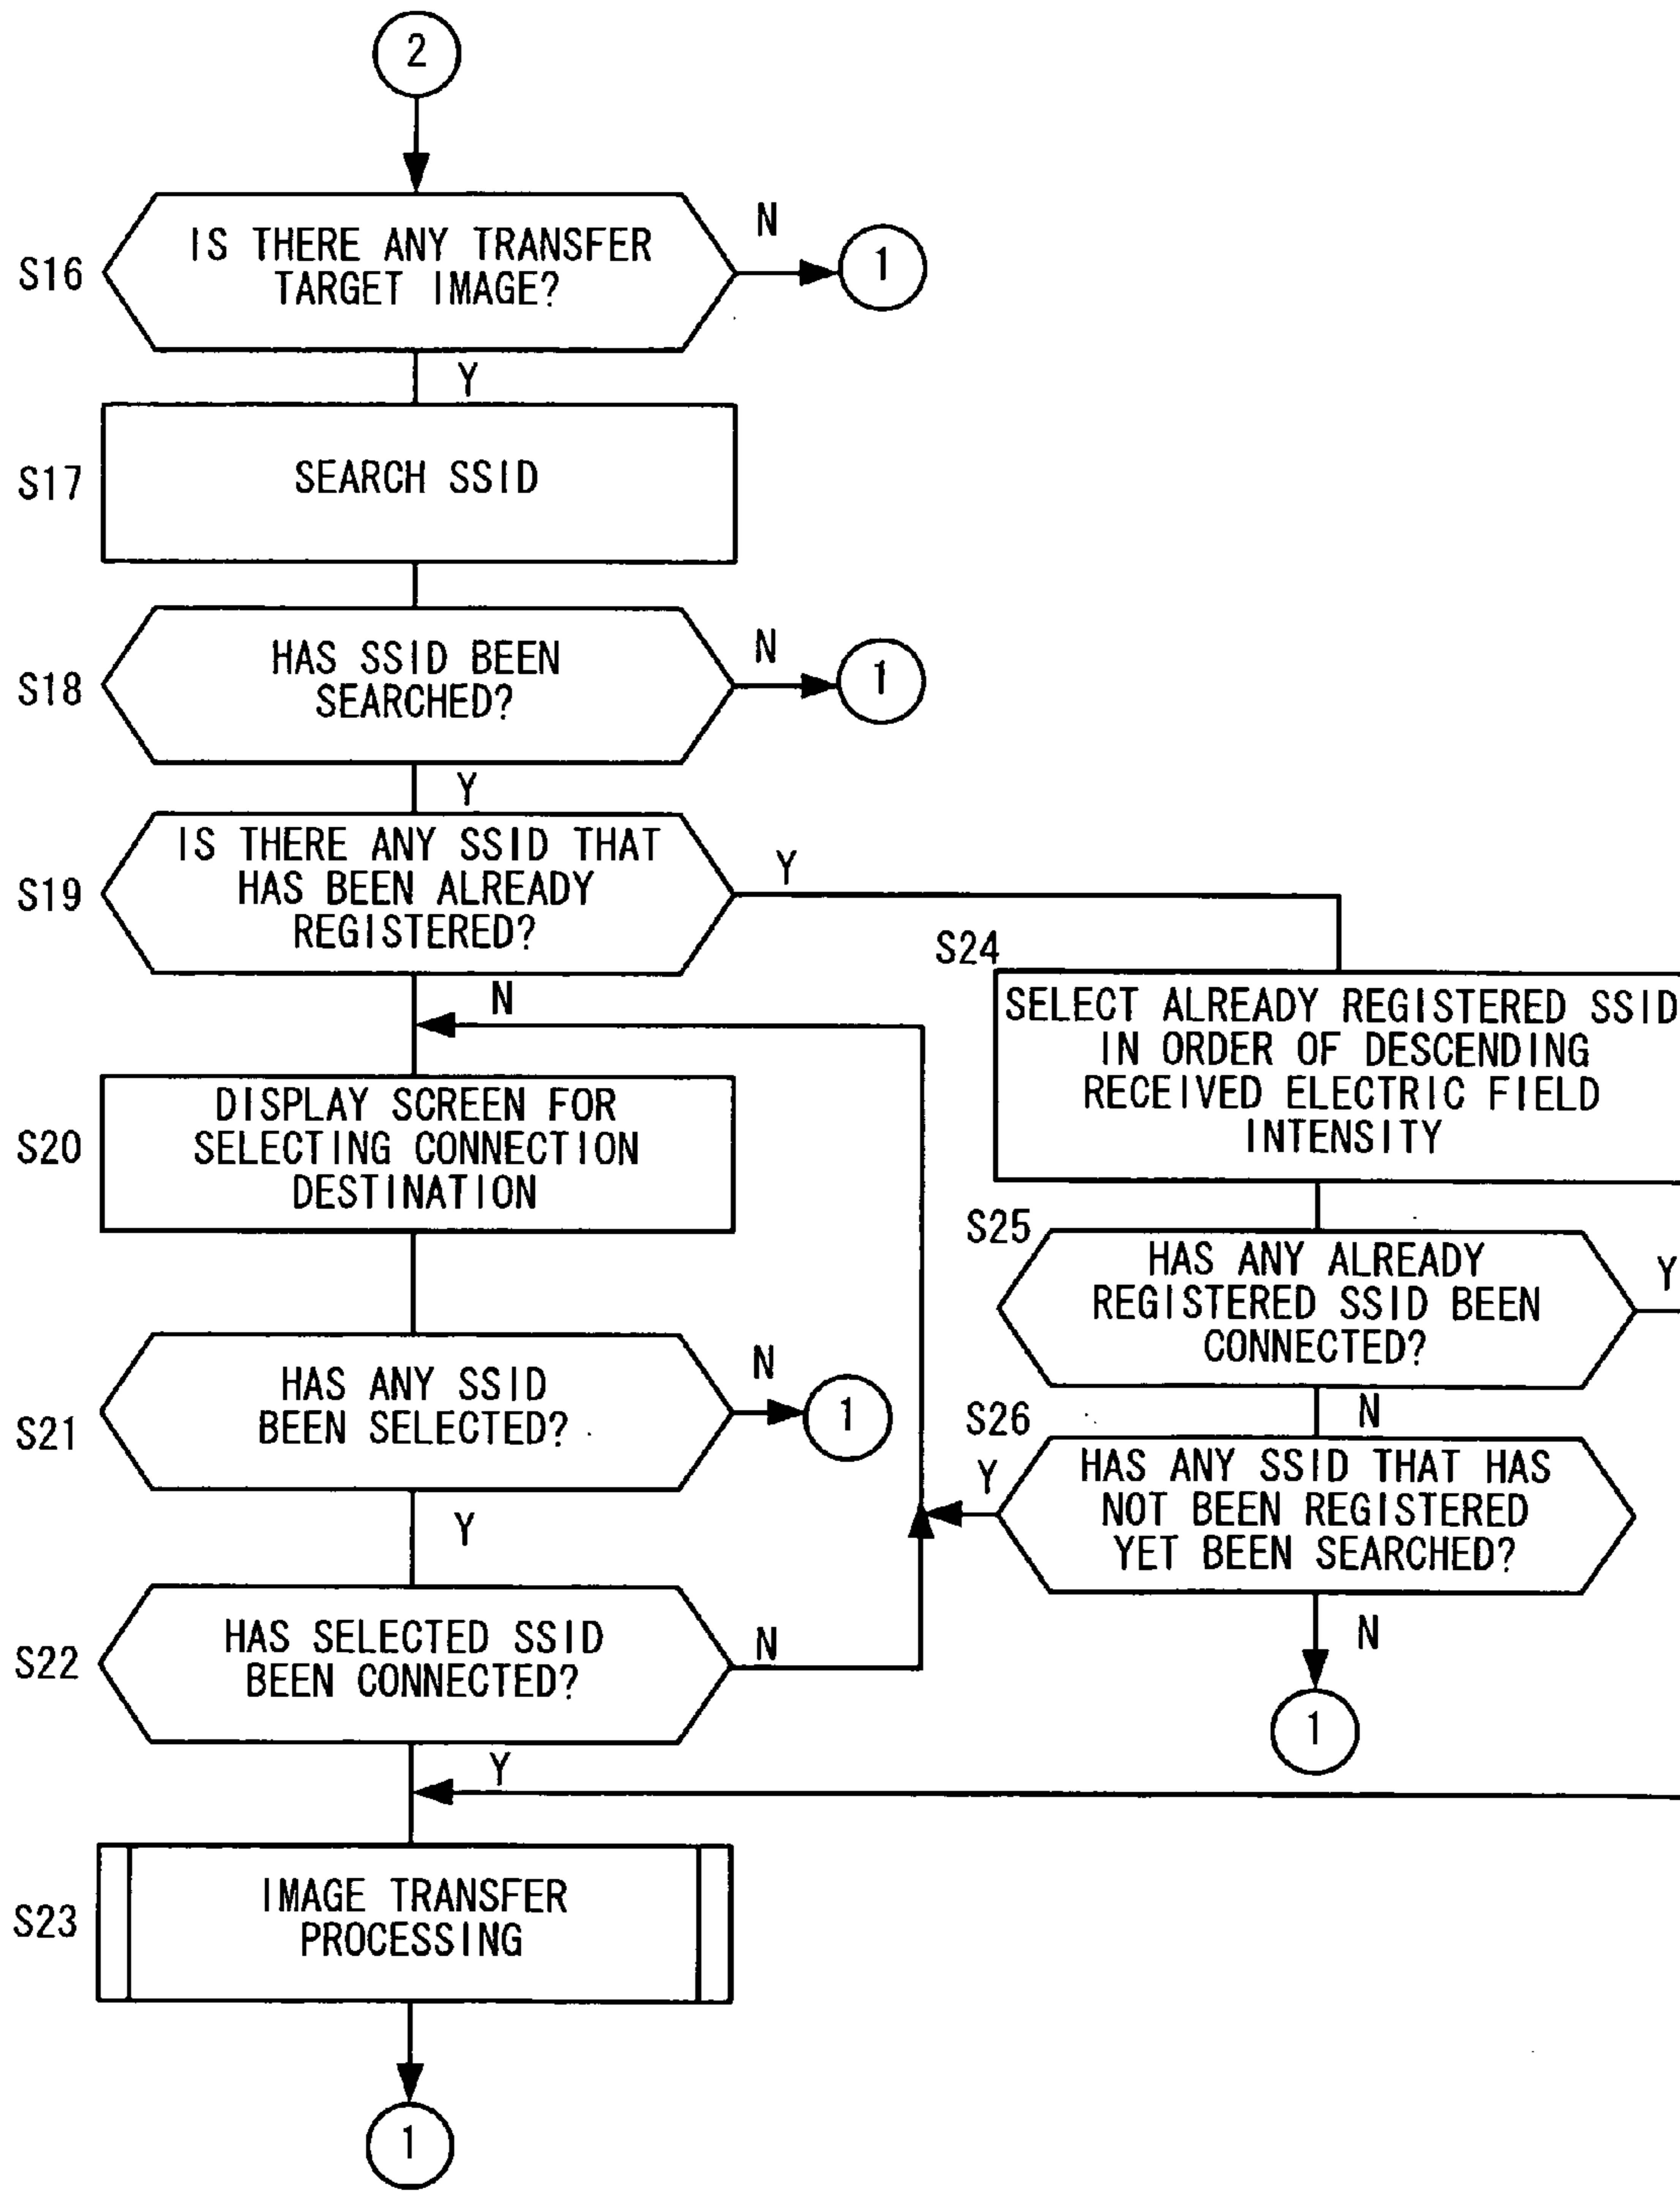 2
S16
IS THERE ANY TRANSFER
TARGET IMAGE?
N
1
Y
S17
SEARCH SSID
S18
HAS SSID BEEN
SEARCHED?
N
1
Y
S19
IS THERE ANY SSID THAT
HAS BEEN ALREADY
REGISTERED?
Y
N
S20
DISPLAY SCREEN FOR
SELECTING CONNECTION
DESTINATION
S21
HAS ANY SSID
BEEN SELECTED?
N
1
Y
S22
HAS SELECTED SSID
BEEN CONNECTED?
N
Y
S23
IMAGE TRANSFER
PROCESSING
1
S24
SELECT ALREADY REGISTERED SSID
IN ORDER OF DESCENDING
RECEIVED ELECTRIC FIELD
INTENSITY
S25
HAS ANY ALREADY
REGISTERED SSID BEEN
CONNECTED?
Y
N
S26
HAS ANY SSID THAT HAS
NOT BEEN REGISTERED
YET BEEN SEARCHED?
Y
N
1